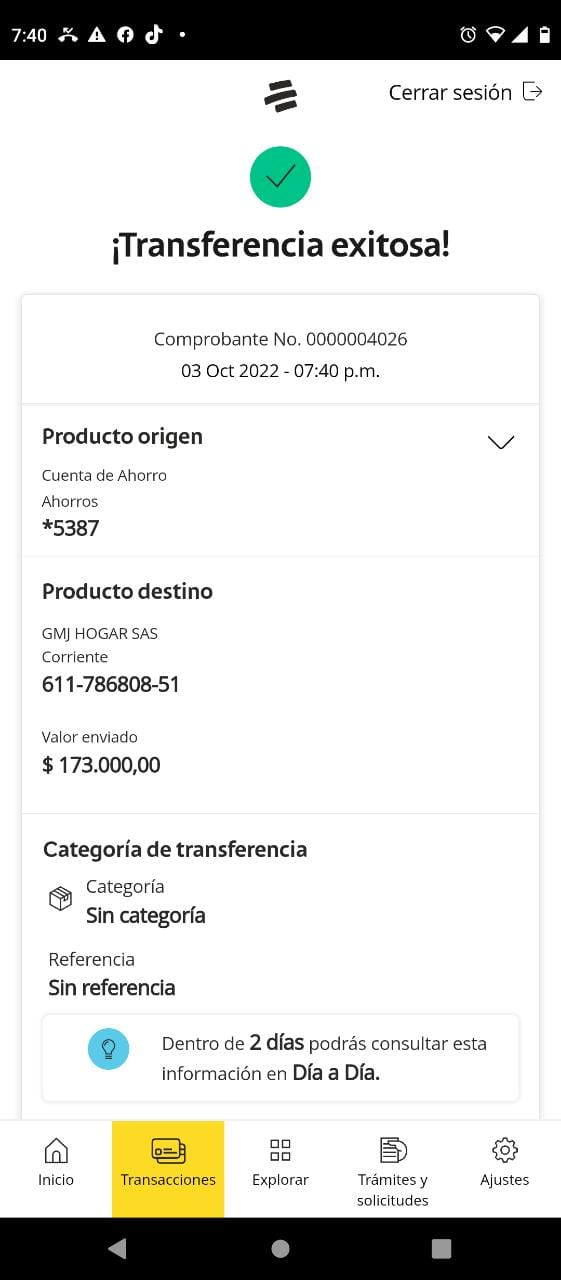 7:40
Cerrar sesión
¡Transferencia exitosa!
Comprobante No. 0000004026
03 Oct 2022 - 07:40 p.m.
Producto origen
Cuenta de Ahorro
Ahorros
*5387
Producto destino
GMJ HOGAR SAS
Corriente
611-786808-51
Valor enviado
$ 173.000,00
Categoría de transferencia
Categoría
Sin categoría
Referencia
Sin referencia
Dentro de 2 días podrás consultar esta
información en Día a Día.
Inicio
Transacciones
Explorar
Trámites y
solicitudes
Ajustes